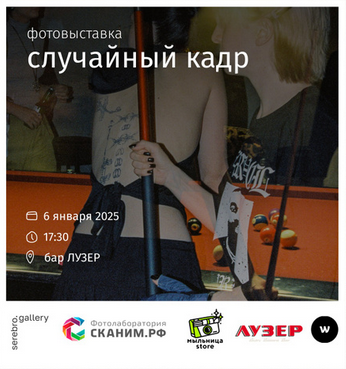 фотовыставка
случайный кадр
6 января 2025
17:30
бар ЛУЗЕР
serebro.gallery
Фотолаборатория
СКАНИМ.РФ
мыльница
store
ЛУЗЕР
w